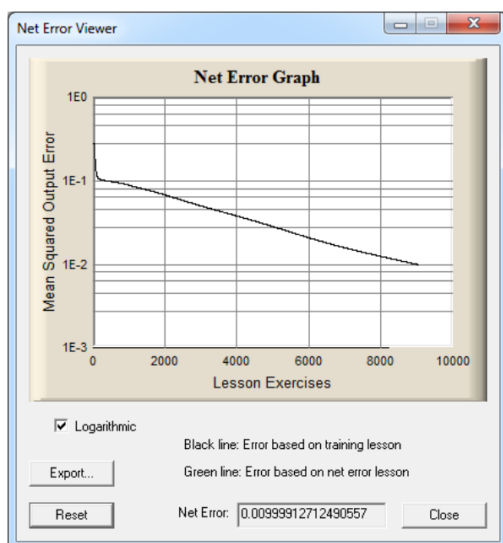 Net Error Viewer
Net Error Graph
Mean Squared Output Error
1E0
1E-1
1E-2
1E-3
0 2000 4000 6000 8000 10000
Lesson Exercises
Logarithmic
Black line: Error based on training lesson
Export... Green line: Error based on net error lesson
Reset Net Error: 0.00999912712490557 Close